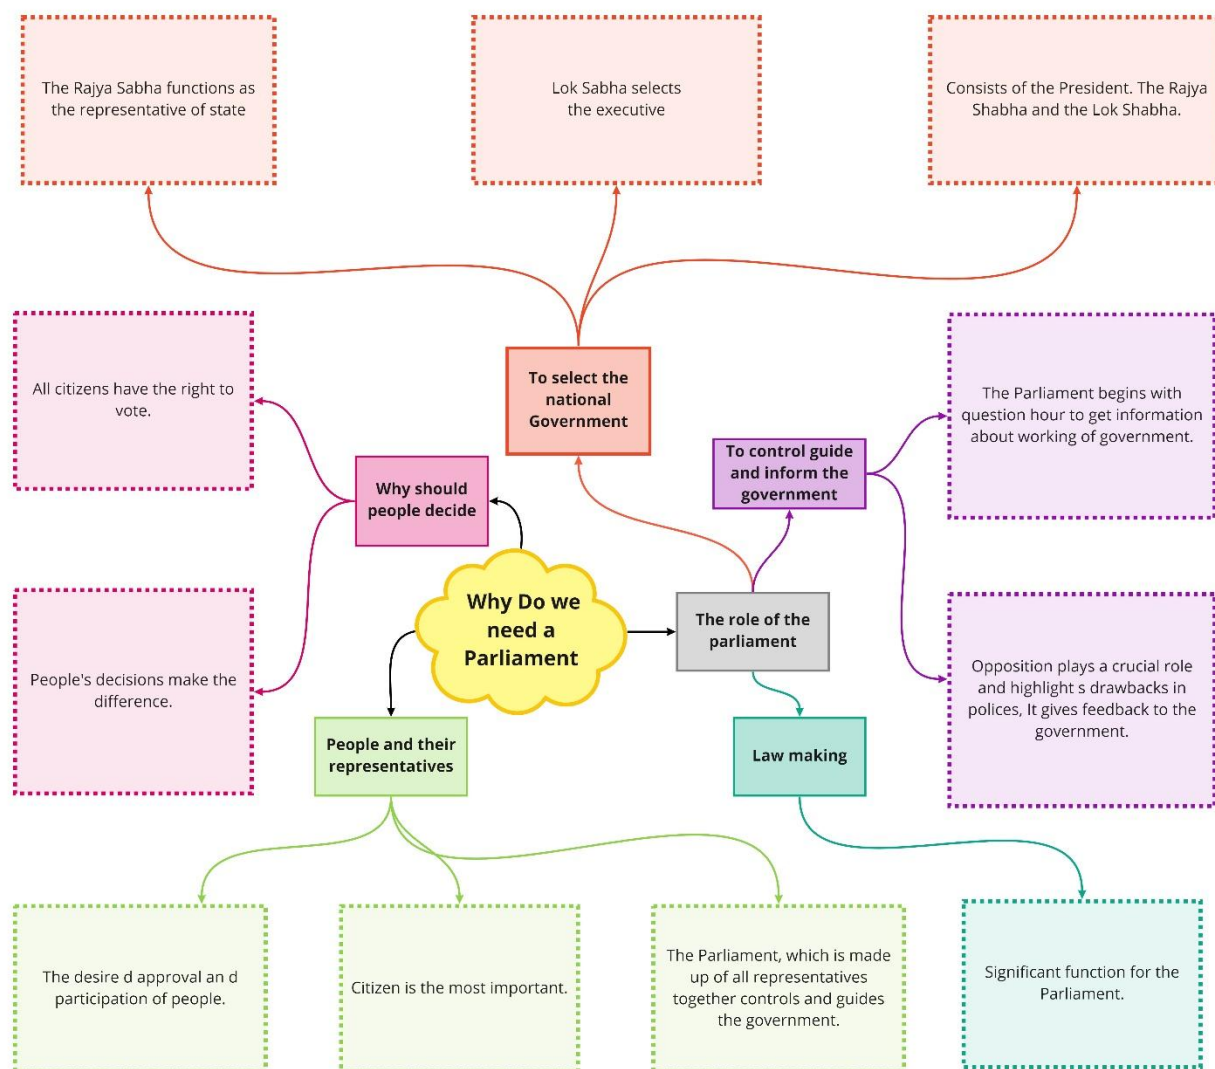 The Rajya Sabha functions as
the representative of state
Lok Sabha selects
the executive
Consists of the President. The Rajya
Shabha and the Lok Shabha.
To select the
national
Government
All citizens have the right to
vote.
Why should
people decide
To control guide
and inform the
government
The Parliament begins with
question hour to get information
about working of government.
Why Do we
need a
Parliament
The role of the
parliament
People's decisions make the
difference.
Opposition plays a crucial role
and highlight s drawbacks in
polices, It gives feedback to the
government.
People and their
representatives
Law making
The desire d approval an d
participation of people.
Citizen is the most important.
The Parliament, which is made
up of all representatives
together controls and guides
the government.
Significant function for the
Parliament.